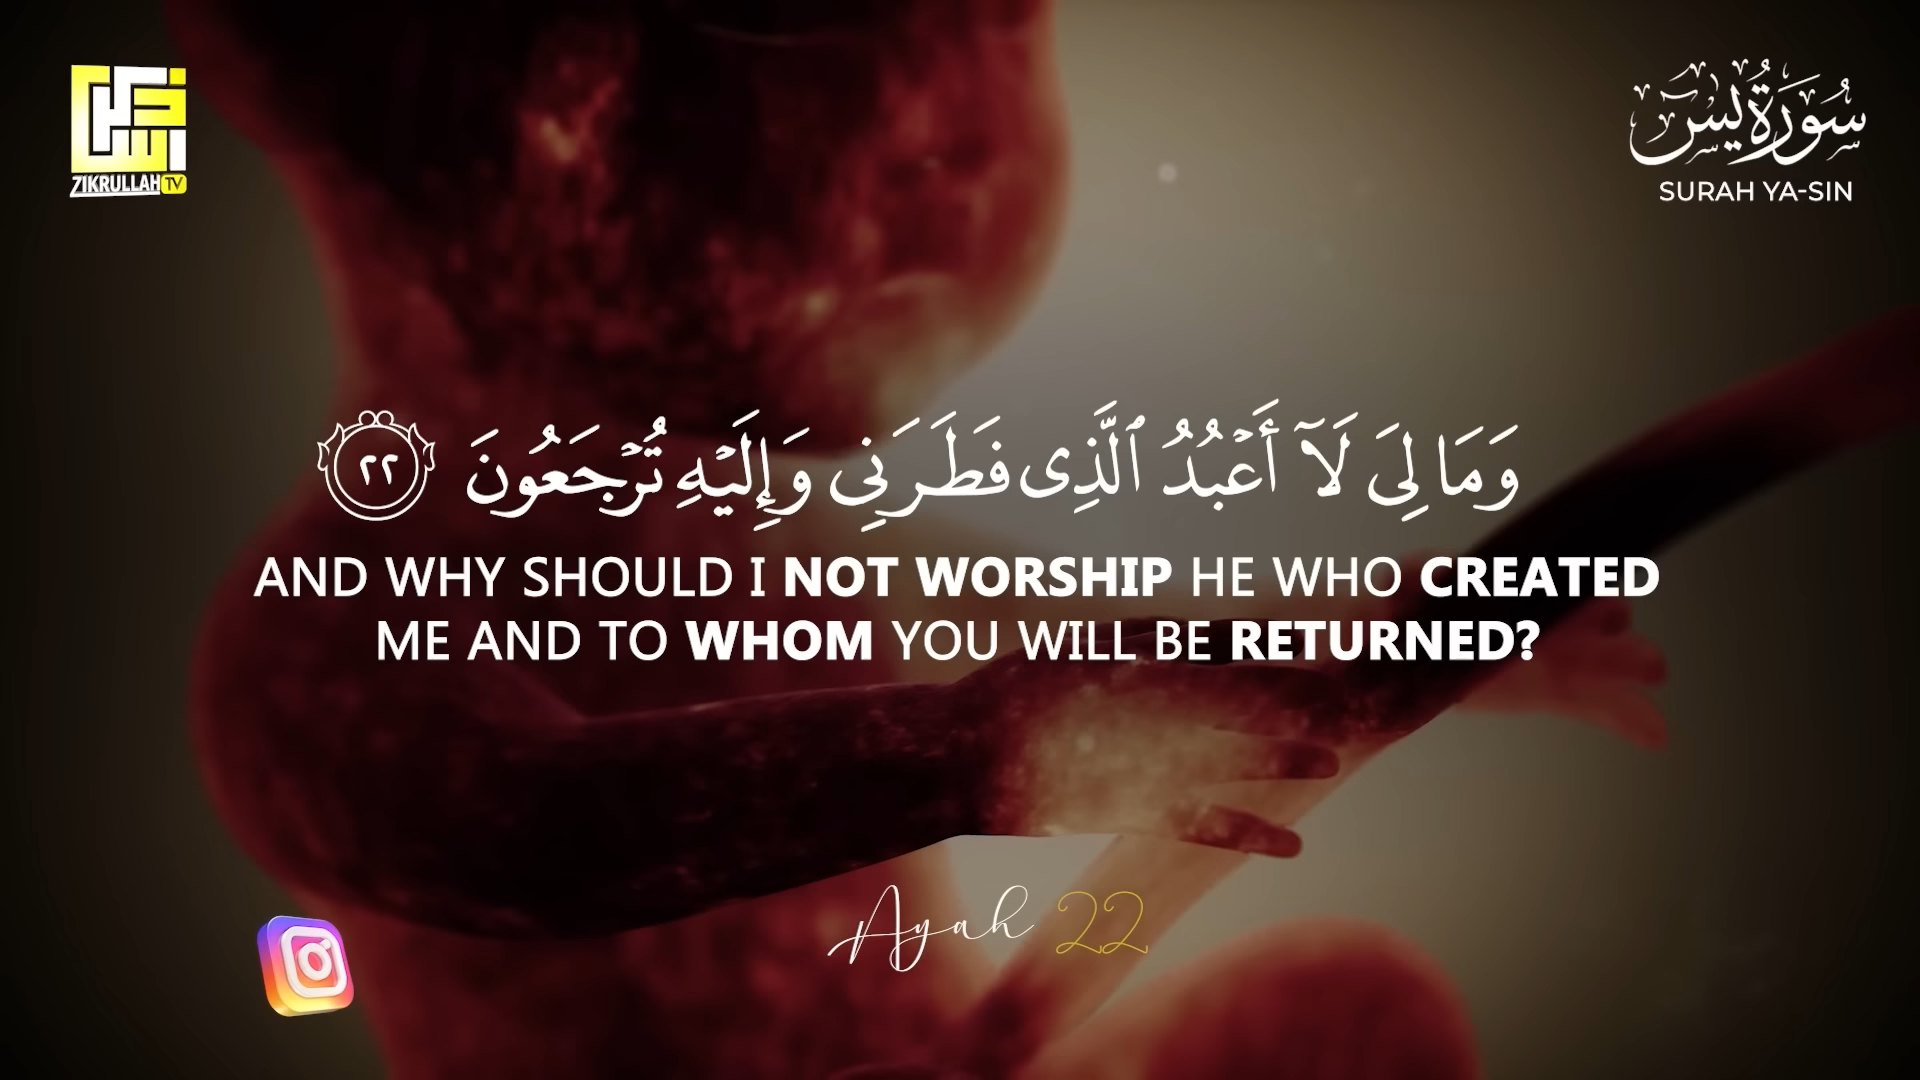 ZIKRULLAH TV
سُورَةُ يسٓ
SURAH YA-SIN
وَمَا لِىَ لَآ أَعْبُدُ ٱلَّذِى فَطَرَنِى وَإِلَيْهِ تُرْجَعُونَ ٢٢
AND WHY SHOULD I NOT WORSHIP HE WHO CREATED
ME AND TO WHOM YOU WILL BE RETURNED?
Ayah 22